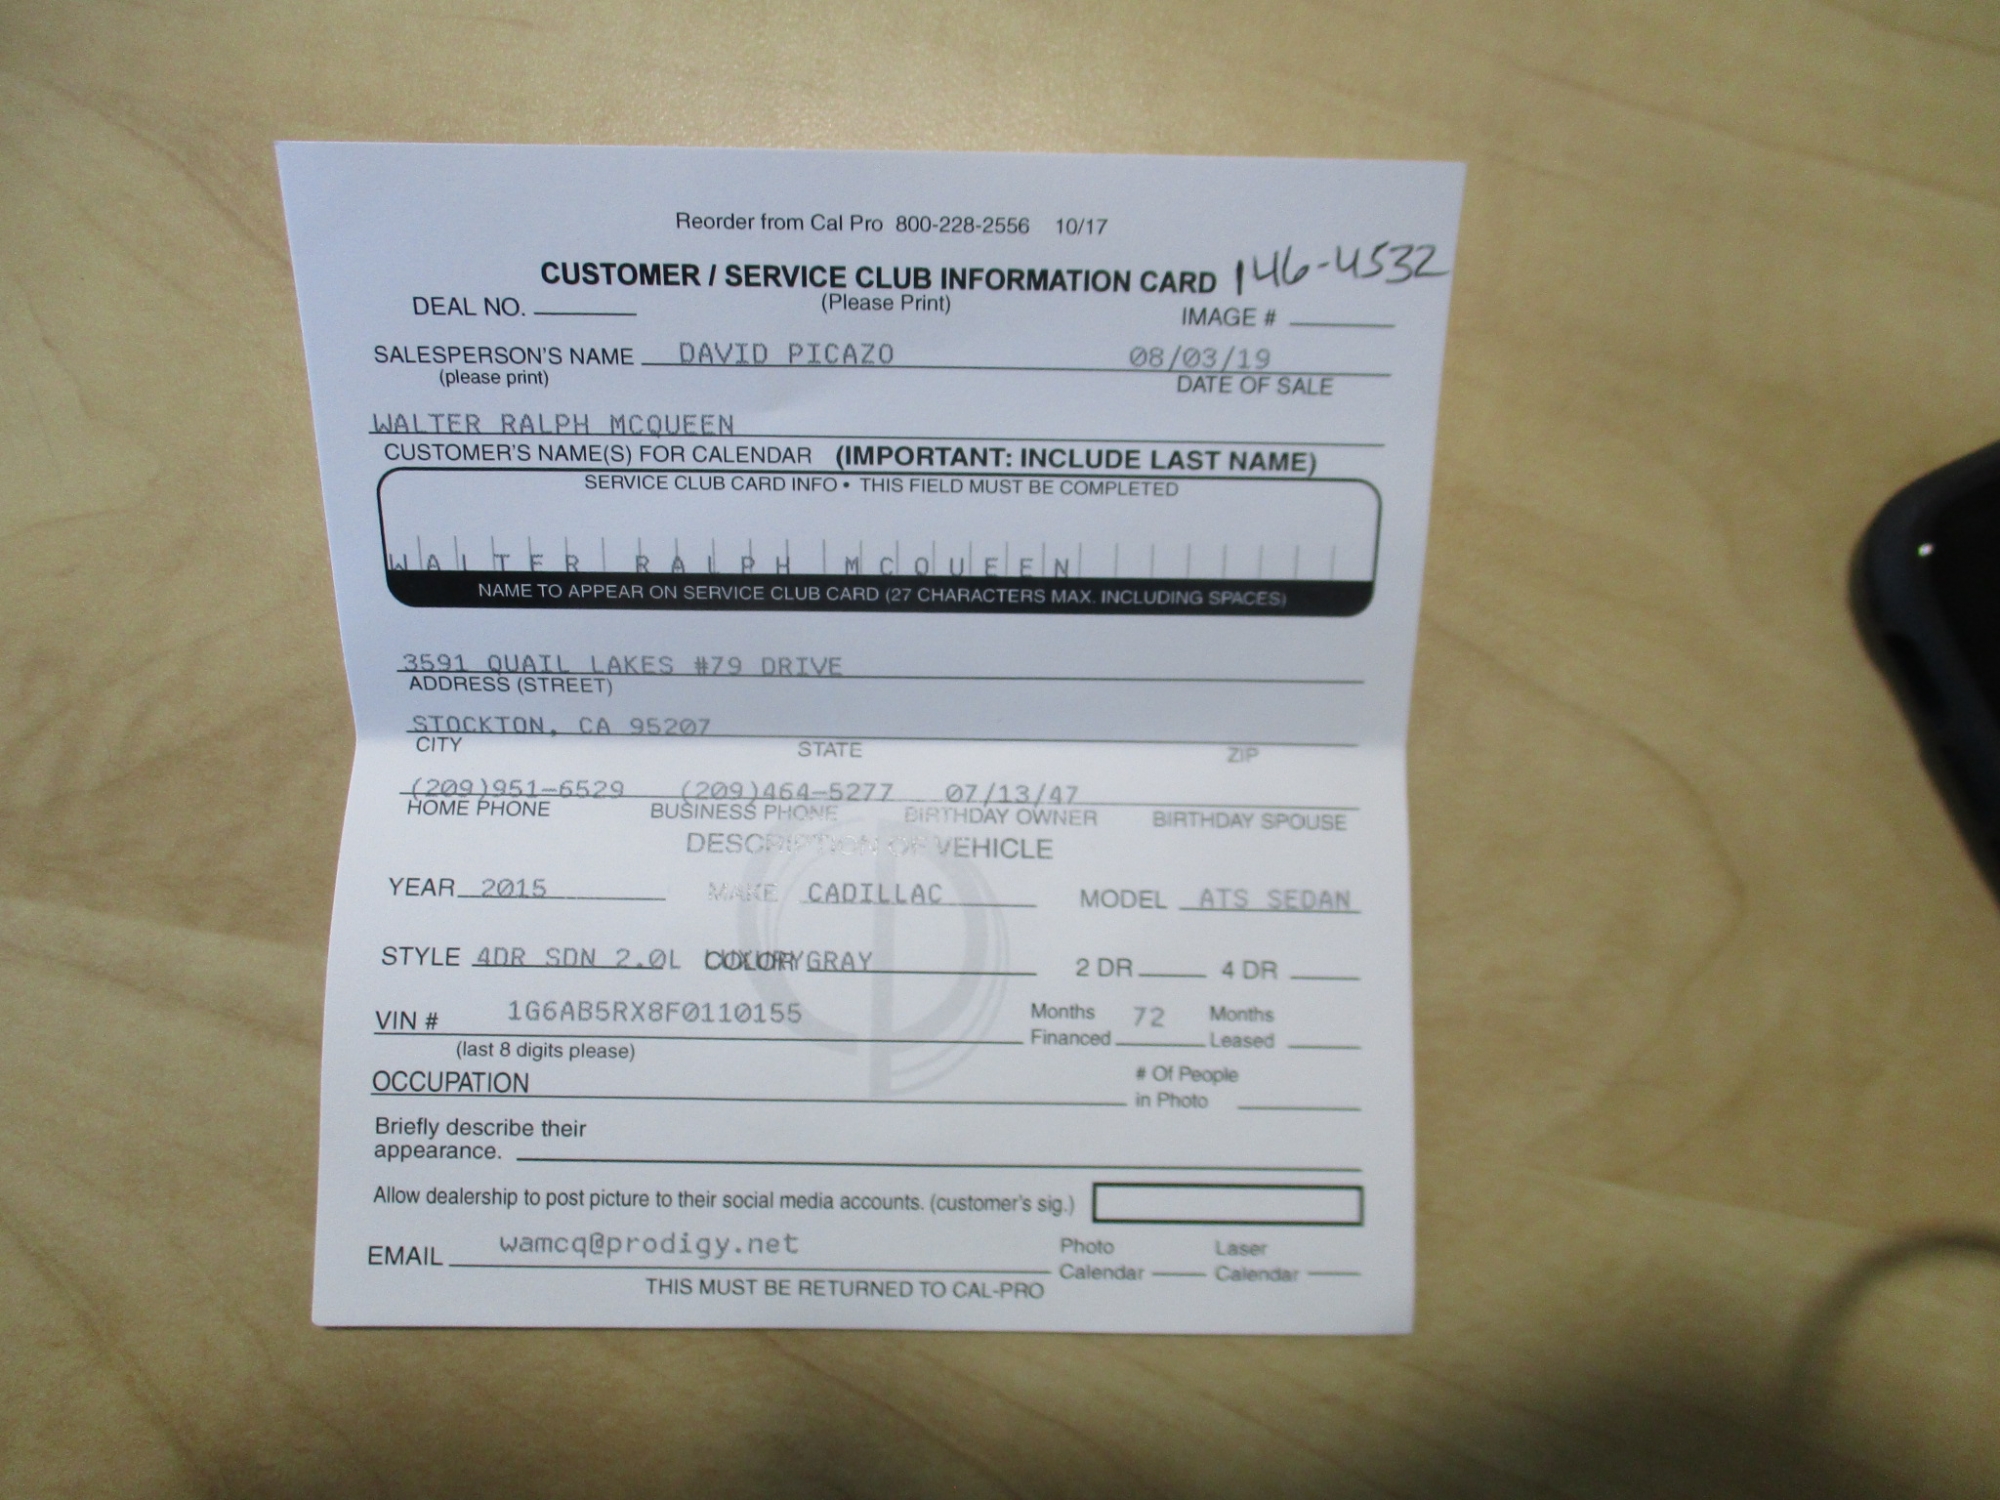 Reorder from Cal Pro 800-228-2556 10/17
CUSTOMER / SERVICE CLUB INFORMATION CARD 146-4532
DEAL NO. (Please Print) IMAGE #
SALESPERSON'S NAME DAVID PICAZO 08/03/19
(please print) DATE OF SALE
WALTER RALPH MCQUEEN
CUSTOMER'S NAME(S) FOR CALENDAR (IMPORTANT: INCLUDE LAST NAME)
SERVICE CLUB CARD INFO • THIS FIELD MUST BE COMPLETED
WALTER RALPH MCQUEEN
NAME TO APPEAR ON SERVICE CLUB CARD (27 CHARACTERS MAX. INCLUDING SPACES)
3591 QUAIL LAKES #79 DRIVE
ADDRESS (STREET)
STOCKTON, CA 95207
CITY STATE ZIP
(209)951-6529 (209)464-5277 07/13/47
HOME PHONE BUSINESS PHONE BIRTHDAY OWNER BIRTHDAY SPOUSE
DESCRIPTION OF VEHICLE
YEAR 2015 MAKE CADILLAC MODEL ATS SEDAN
STYLE 4DR SDN 2.0L LUXURY COLOR GRAY 2 DR 4 DR
VIN # 1G6AB5RX8F0110155 Months Financed 72 Months Leased
(last 8 digits please)
OCCUPATION # Of People in Photo
Briefly describe their
appearance.
Allow dealership to post picture to their social media accounts. (customer's sig.)
EMAIL wamcq@prodigy.net Photo Calendar Laser Calendar
THIS MUST BE RETURNED TO CAL-PRO